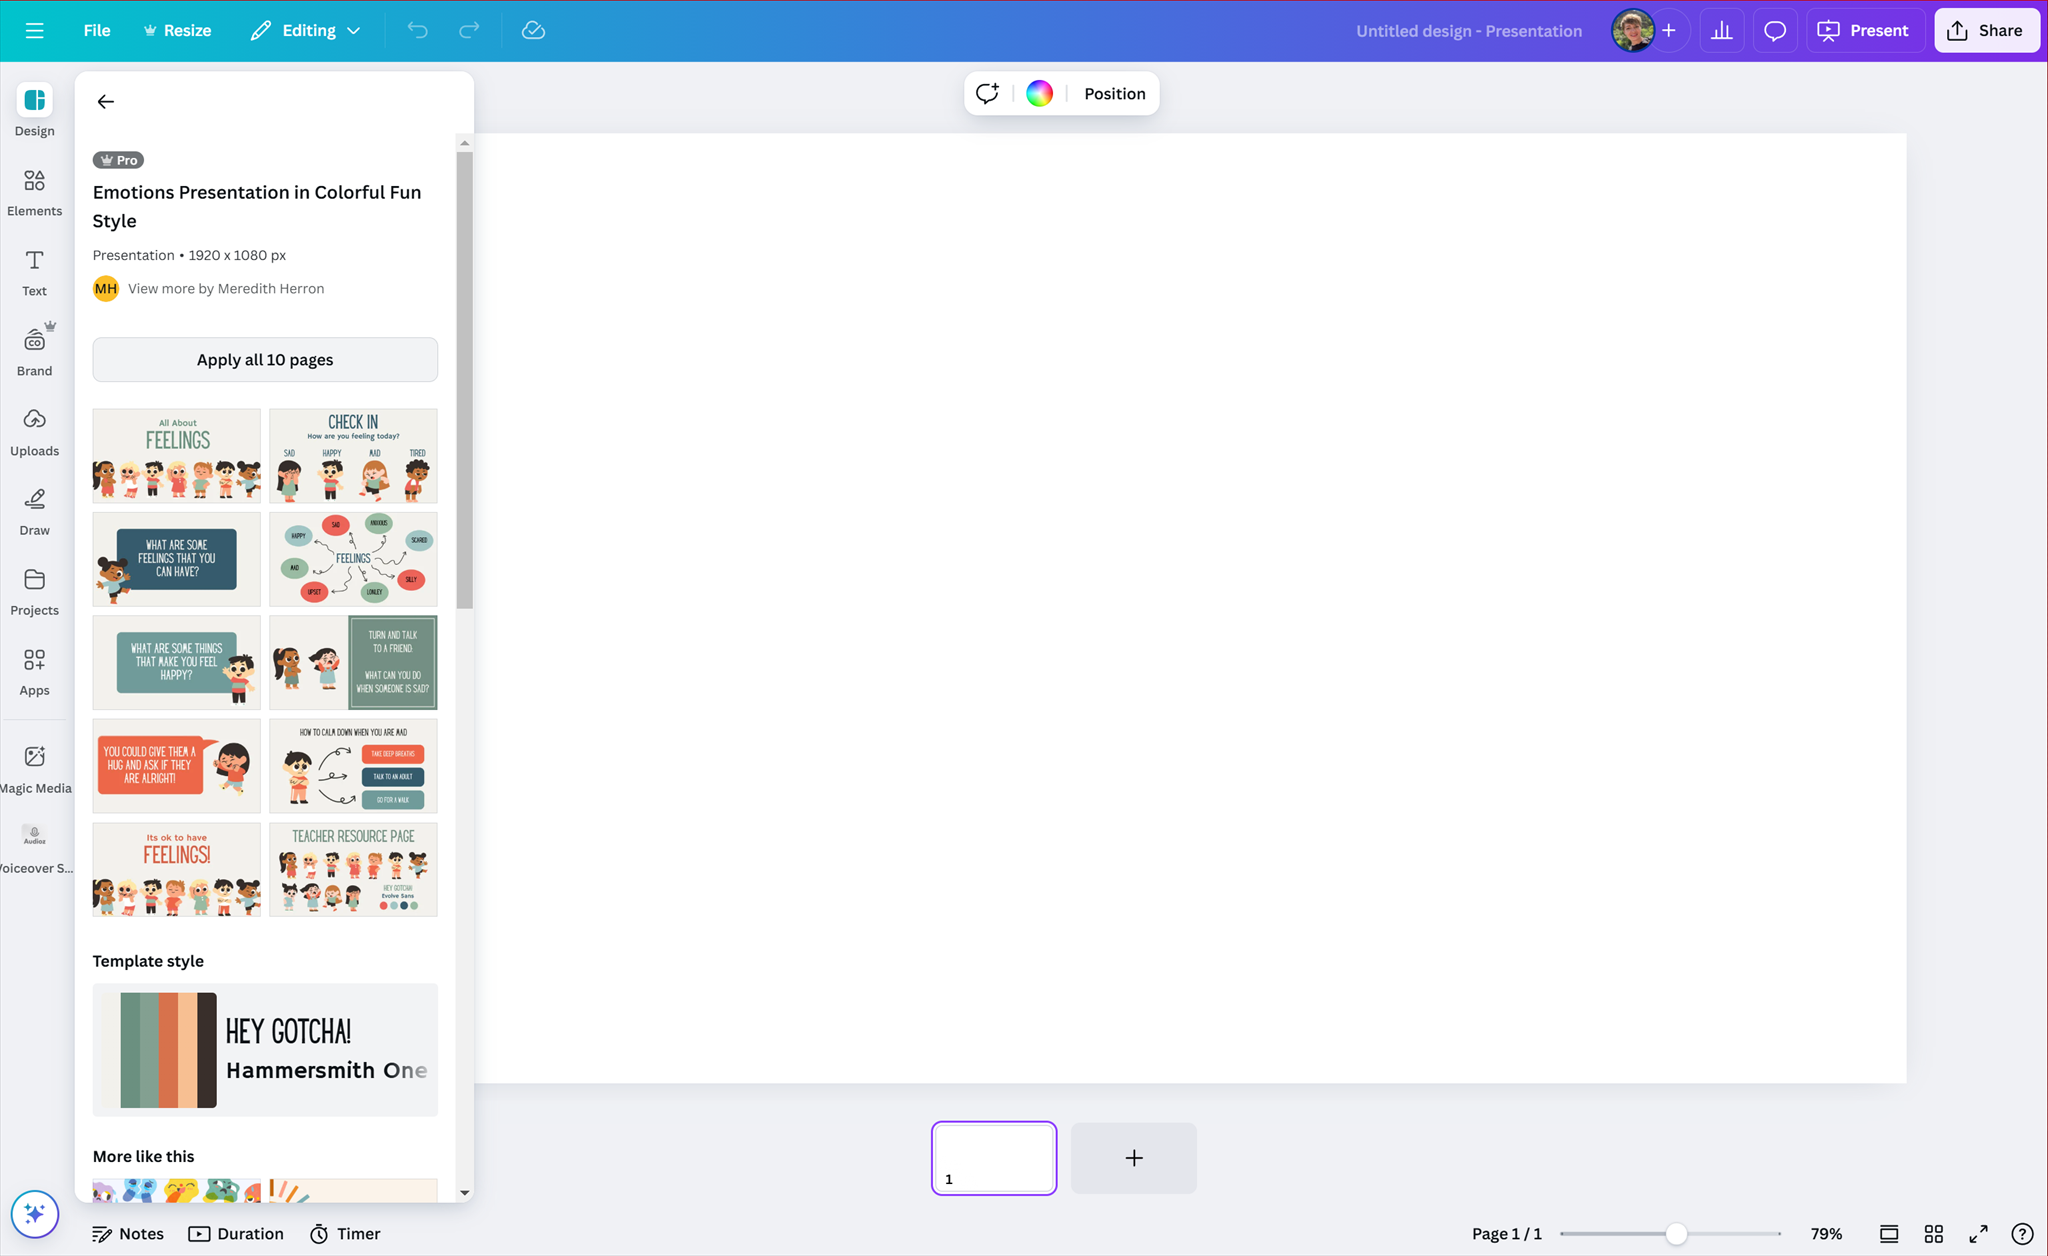 File
Resize
Editing
Untitled design - Presentation
Present
Share
Design
Elements
Text
Brand
Uploads
Draw
Projects
Apps
Magic Media
Audioz
Voiceover S...
Pro
Emotions Presentation in Colorful Fun
Style
Presentation • 1920 x 1080 px
MH
View more by Meredith Herron
Apply all 10 pages
All About
FEELINGS
CHECK IN
How are you feeling today?
SAD HAPPY MAD TIRED
WHAT ARE SOME
FEELINGS THAT YOU
CAN HAVE?
SAD
ANXIOUS
HAPPY
SCARED
FEELINGS
MAD
SILLY
UPSET
LONLEY
WHAT ARE SOME THINGS
THAT MAKE YOU FEEL
HAPPY?
TURN AND TALK
TO A FRIEND:
WHAT CAN YOU DO
WHEN SOMEONE IS SAD?
YOU COULD GIVE THEM A
HUG AND ASK IF THEY
ARE ALRIGHT!
HOW TO CALM DOWN WHEN YOU ARE MAD
TAKE DEEP BREATHS
TALK TO AN ADULT
GO FOR A WALK
Its ok to have
FEELINGS!
TEACHER RESOURCE PAGE
HEY GOTCHA!
Evolve Sans
Template style
HEY GOTCHA!
Hammersmith One
More like this
Position
1
Notes
Duration
Timer
Page 1 / 1
79%